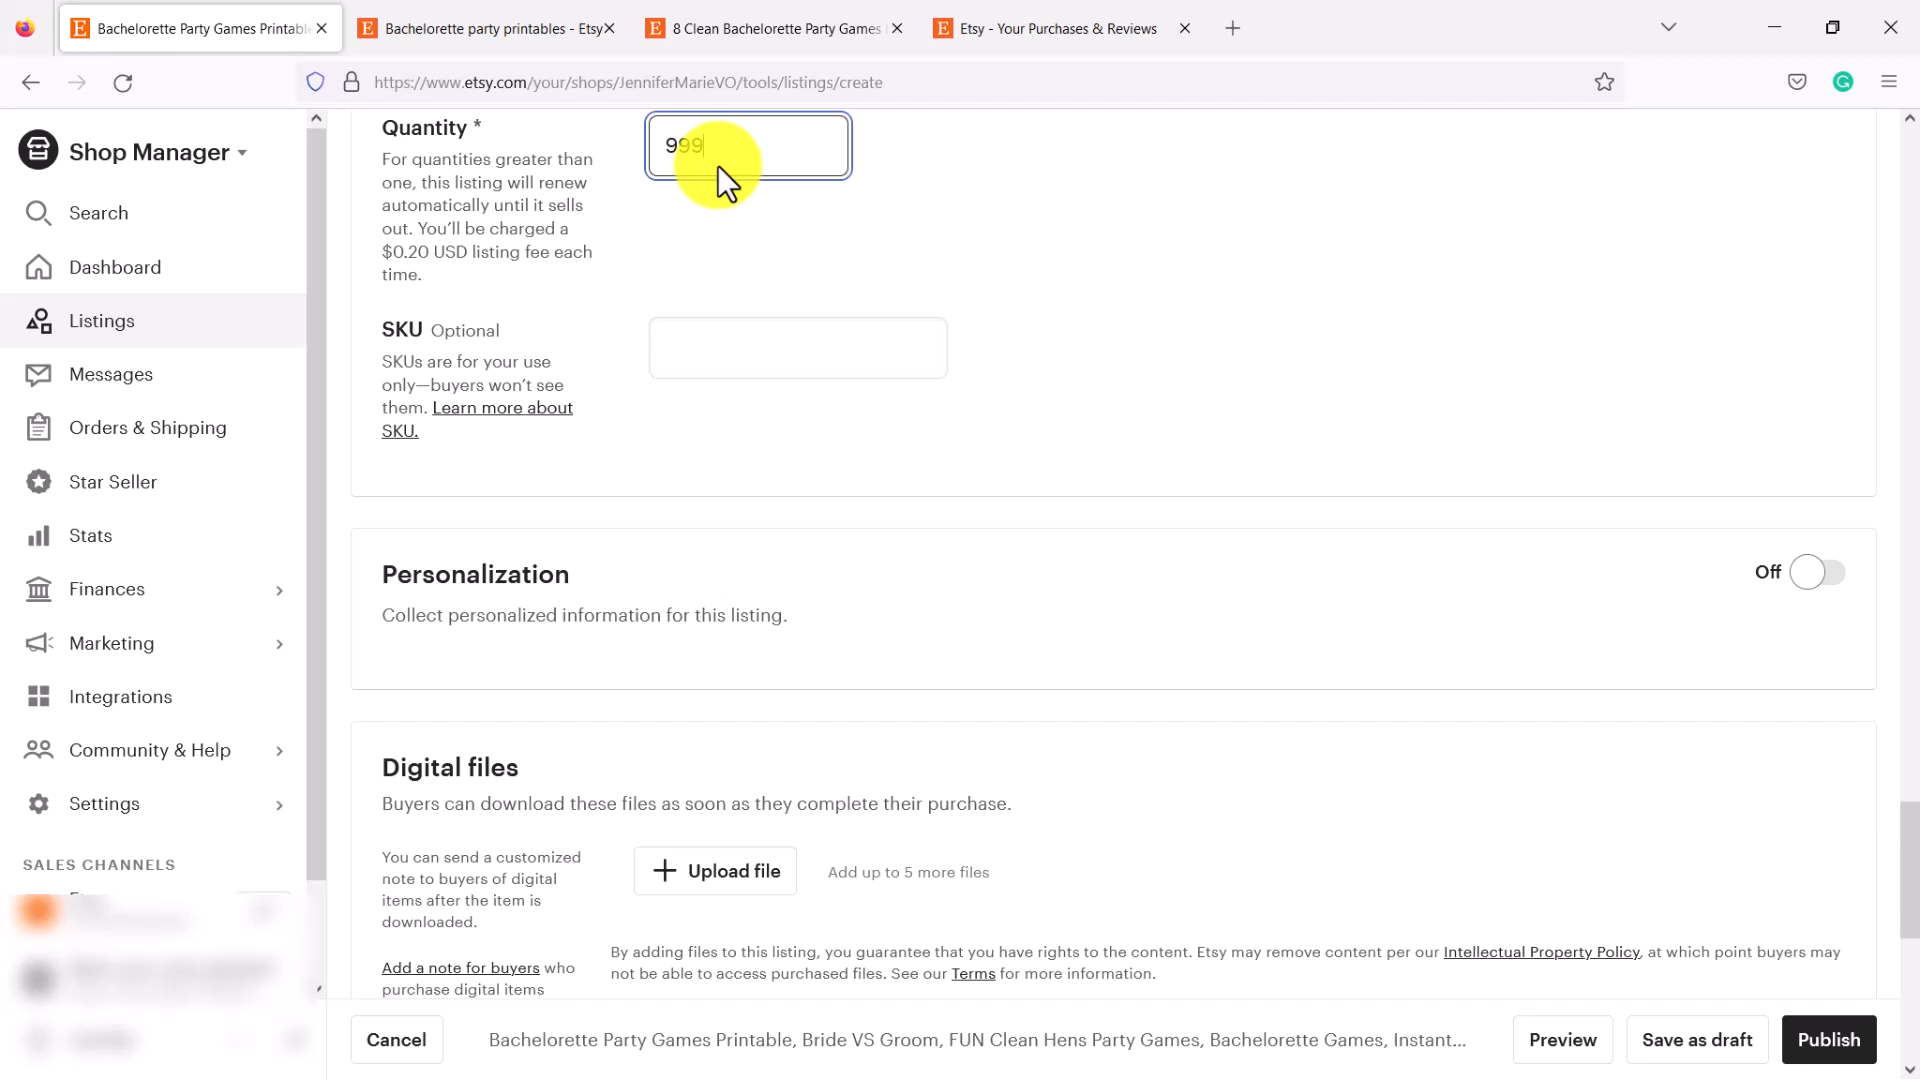 Bachelorette Party Games Printabl
Bachelorette party printables - Etsy
8 Clean Bachelorette Party Games
Etsy - Your Purchases & Reviews
https://www.etsy.com/your/shops/JenniferMarieVO/tools/listings/create
Shop Manager
Search
Dashboard
Listings
Messages
Orders & Shipping
Star Seller
Stats
Finances
Marketing
Integrations
Community & Help
Settings
SALES CHANNELS
Quantity *
999
For quantities greater than
one, this listing will renew
automatically until it sells
out. You'll be charged a
$0.20 USD listing fee each
time.
SKU Optional
SKUs are for your use
only—buyers won't see
them. Learn more about
SKU.
Personalization
Off
Collect personalized information for this listing.
Digital files
Buyers can download these files as soon as they complete their purchase.
You can send a customized
note to buyers of digital
items after the item is
downloaded.
Add a note for buyers who
purchase digital items
Upload file
Add up to 5 more files
By adding files to this listing, you guarantee that you have rights to the content. Etsy may remove content per our Intellectual Property Policy, at which point buyers may
not be able to access purchased files. See our Terms for more information.
Cancel
Bachelorette Party Games Printable, Bride VS Groom, FUN Clean Hens Party Games, Bachelorette Games, Instant...
Preview
Save as draft
Publish